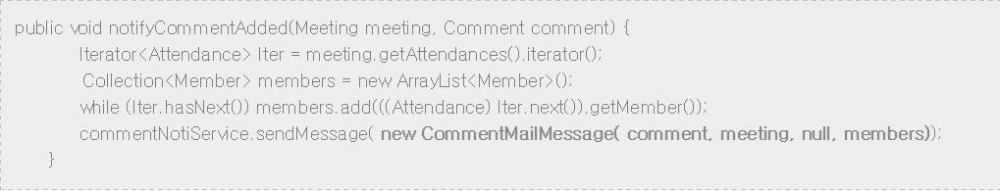 public void notifyCommentAdded(Meeting meeting, Comment comment) {
Iterator<Attendance> Iter = meeting.getAttendances().iterator();
Collection<Member> members = new ArrayList<Member>();
while (Iter.hasNext()) members.add(((Attendance) Iter.next()).getMember());
commentNotiService.sendMessage( new CommentMailMessage( comment, meeting, null, members));
}